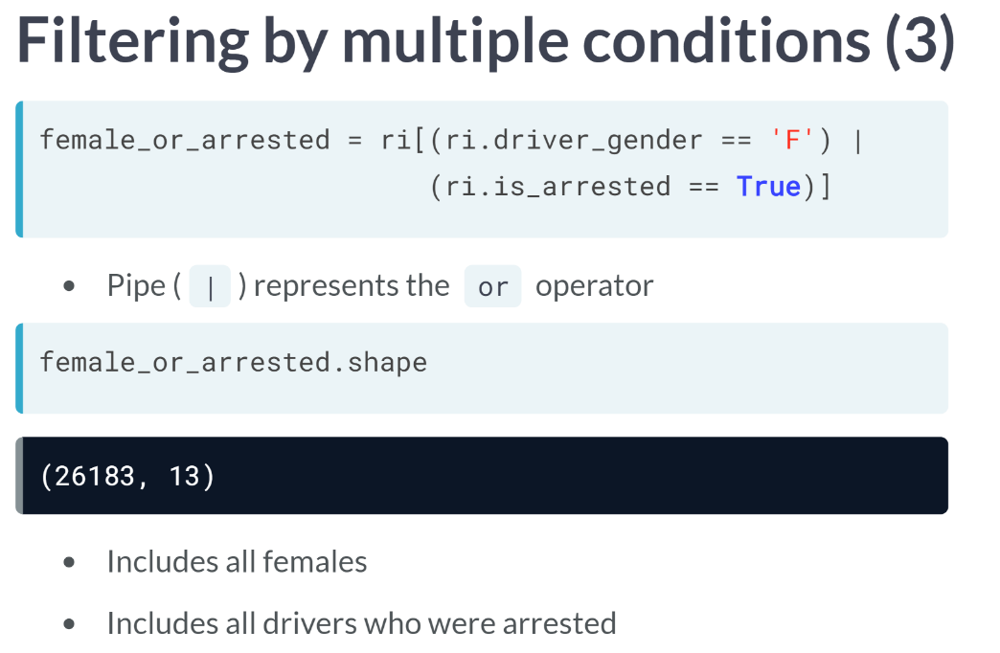 Filtering by multiple conditions (3)
female_or_arrested = ri[(ri.driver_gender == 'F') |
(ri.is_arrested == True)]
• Pipe ( | ) represents the or operator
female_or_arrested.shape
(26183, 13)
• Includes all females
• Includes all drivers who were arrested